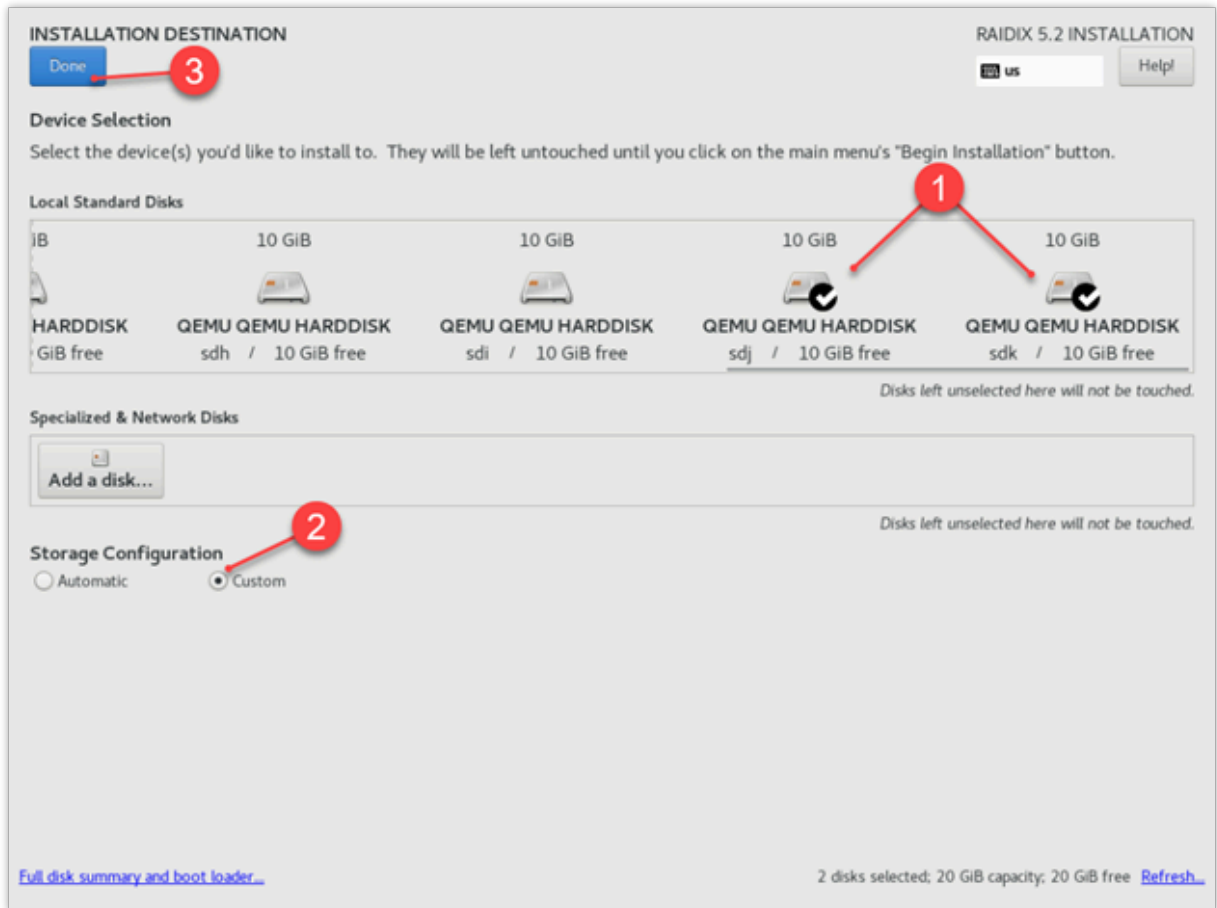 INSTALLATION DESTINATION
RAIDIX 5.2 INSTALLATION
Done
3
us
Help!
Device Selection
Select the device(s) you'd like to install to. They will be left untouched until you click on the main menu's "Begin Installation" button.
1
Local Standard Disks
iB 10 GiB 10 GiB 10 GiB 10 GiB
HARDDISK QEMU QEMU HARDDISK QEMU QEMU HARDDISK QEMU QEMU HARDDISK QEMU QEMU HARDDISK
GiB free sdh / 10 GiB free sdi / 10 GiB free sdj / 10 GiB free sdk / 10 GiB free
Disks left unselected here will not be touched.
Specialized & Network Disks
Add a disk...
Disks left unselected here will not be touched.
2
Storage Configuration
Automatic Custom
Full disk summary and boot loader...
2 disks selected; 20 GiB capacity; 20 GiB free Refresh...